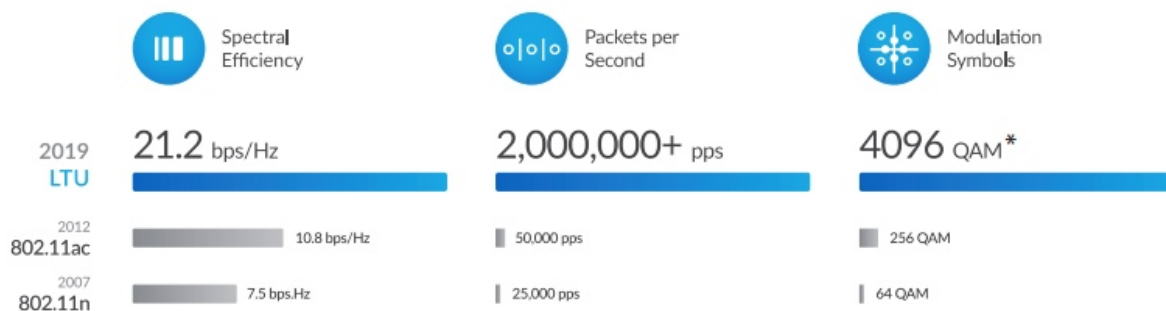 Spectral
Efficiency
Packets per
Second
Modulation
Symbols
2019
LTU
21.2 bps/Hz
2,000,000+ pps
4096 QAM*
2012
802.11ac
10.8 bps/Hz
50,000 pps
256 QAM
2007
802.11n
7.5 bps.Hz
25,000 pps
64 QAM